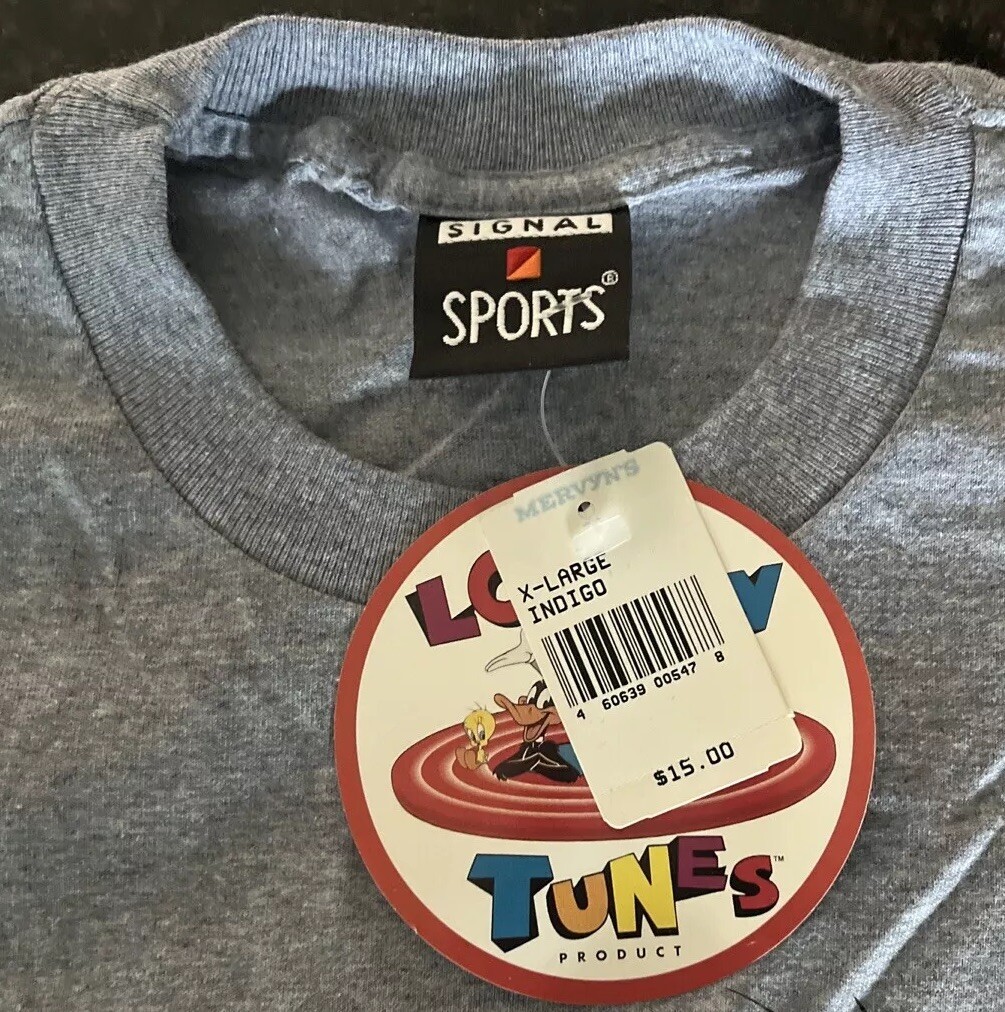 SIGNAL
SPORTS®
MERVYN'S
X-LARGE
INDIGO
4 60639 00547 8
$15.00
TUNES™
PRODUCT